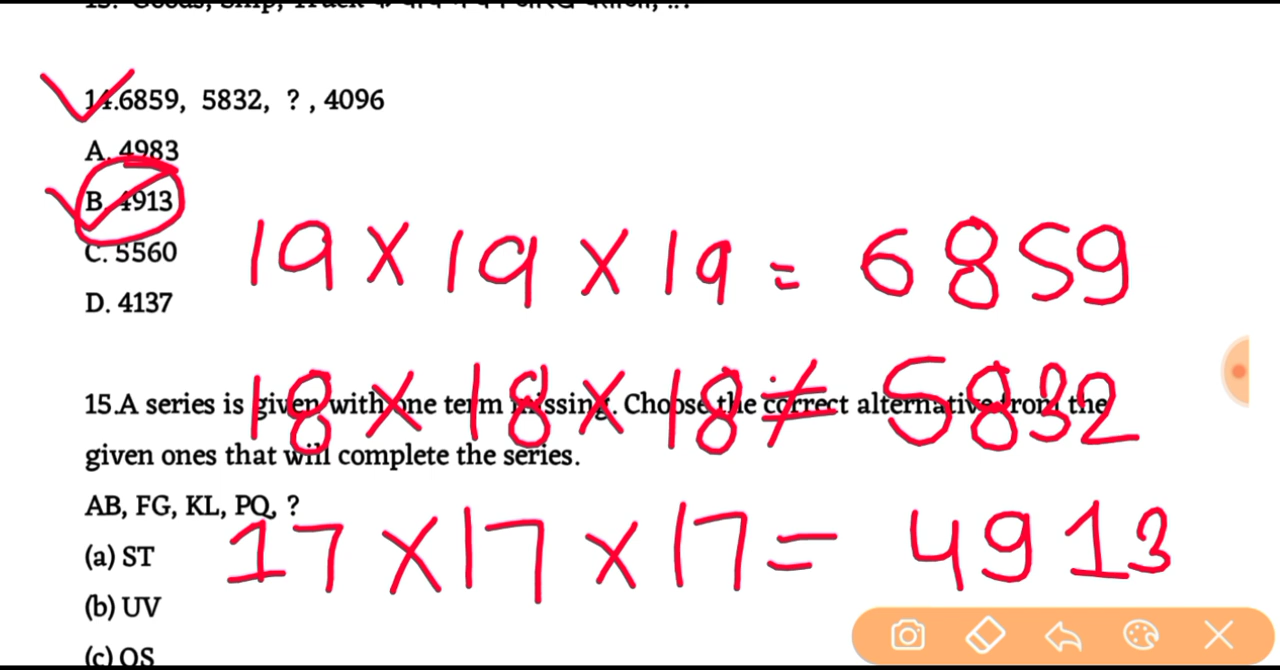 14.6859, 5832, ? , 4096
A. 4983
B. 4913
C. 5560
D. 4137
19 X 19 X 19 = 6859
15.A series is given with one term missing. Choose the correct alternative from the
18 X 18 X 18 ≠ 5832
given ones that will complete the series.
AB, FG, KL, PQ, ?
17 X 17 X 17 = 4913
(a) ST
(b) UV
(c) OS